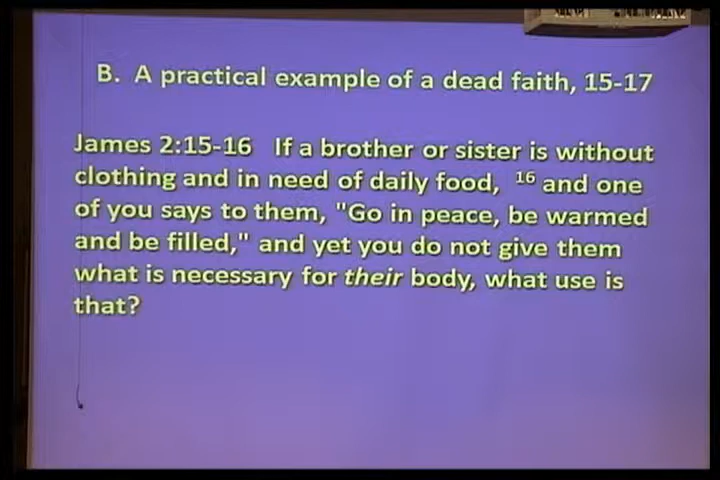 B. A practical example of a dead faith, 15-17
James 2:15-16 If a brother or sister is without
clothing and in need of daily food, 16 and one
of you says to them, "Go in peace, be warmed
and be filled," and yet you do not give them
what is necessary for their body, what use is
that?